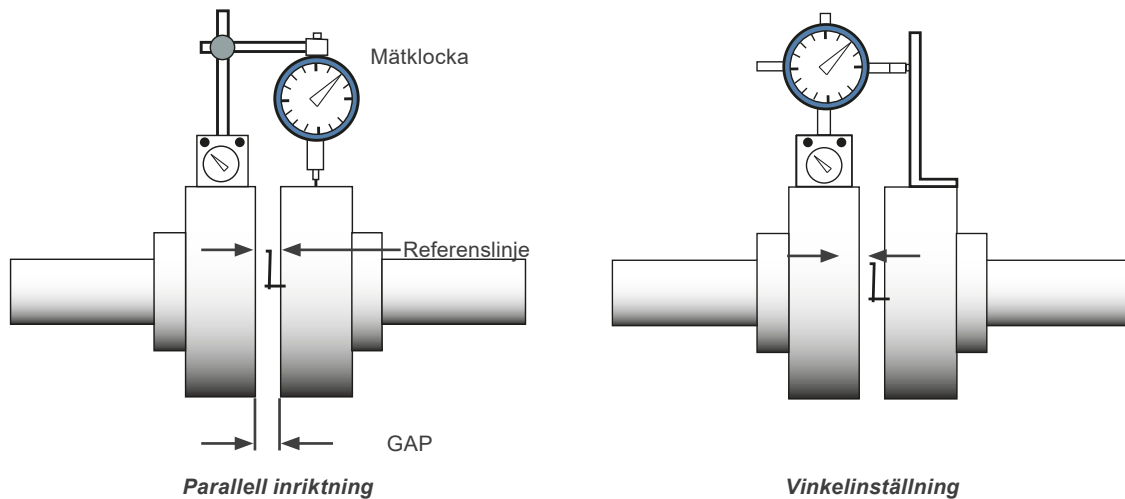 Mätklocka
Referenslinje
GAP
Parallell inriktning
Vinkelinställning